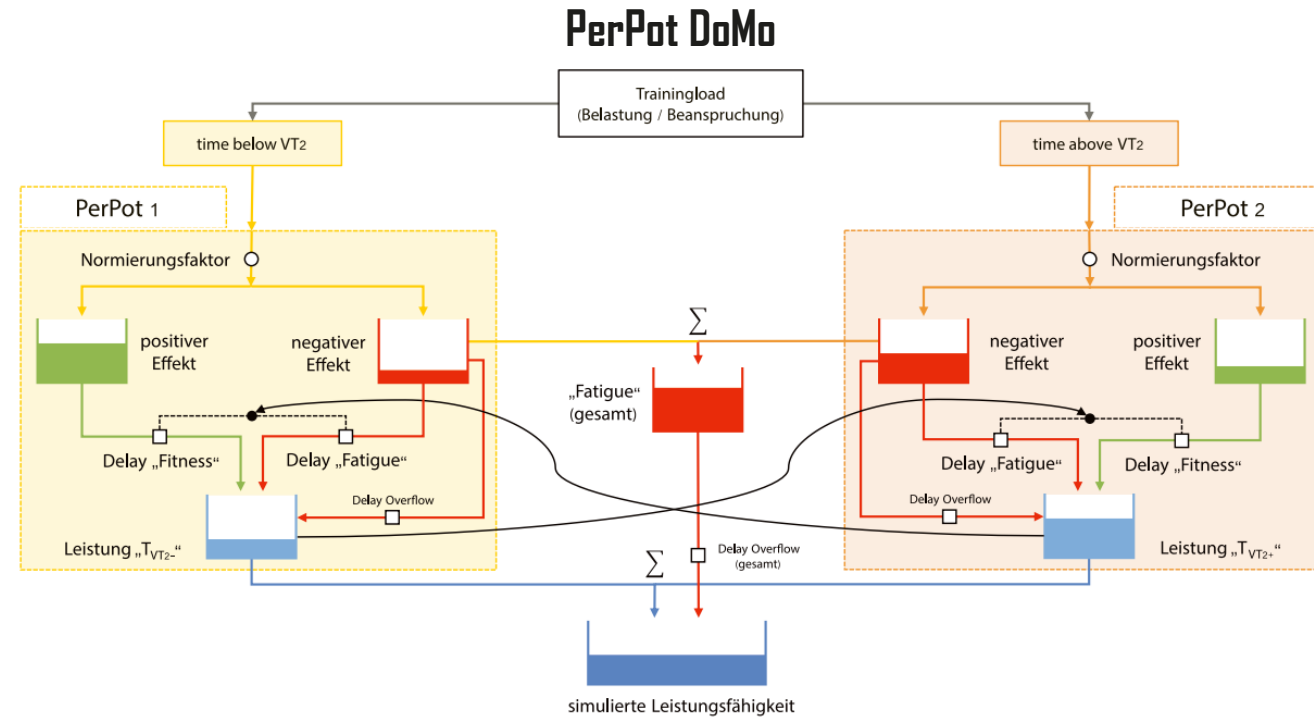 PerPot DoMo
Trainingload
(Belastung / Beanspruchung)
time below VT2
time above VT2
PerPot 1
PerPot 2
Normierungsfaktor
Normierungsfaktor
∑
positiver
Effekt
negativer
Effekt
negativer
Effekt
positiver
Effekt
„Fatigue“
(gesamt)
Delay „Fitness“
Delay „Fatigue“
Delay „Fatigue“
Delay „Fitness“
Delay Overflow
Delay Overflow
Leistung „TVT2-“
Leistung „TVT2+“
∑
Delay Overflow
(gesamt)
simulierte Leistungsfähigkeit